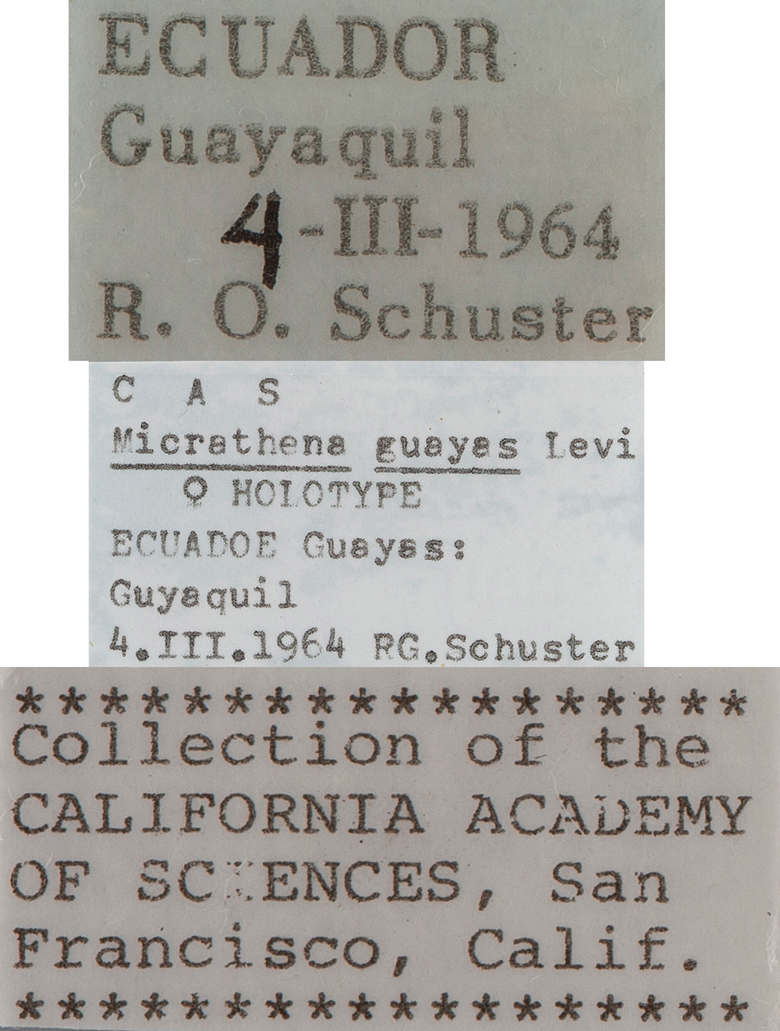 ECUADOR
Guayaquil
4-III-1964
R. O. Schuster
C A S
Micrathena guayas Levi
♀ HOLOTYPE
ECUADOE Guayas:
Guyaquil
4.III.1964 RG.Schuster
* * * * * * * * * * * * * * * * * *
Collection of the
CALIFORNIA ACADEMY
OF SCIENCES, San
Francisco, Calif.
* * * * * * * * * * * * * * * * * *